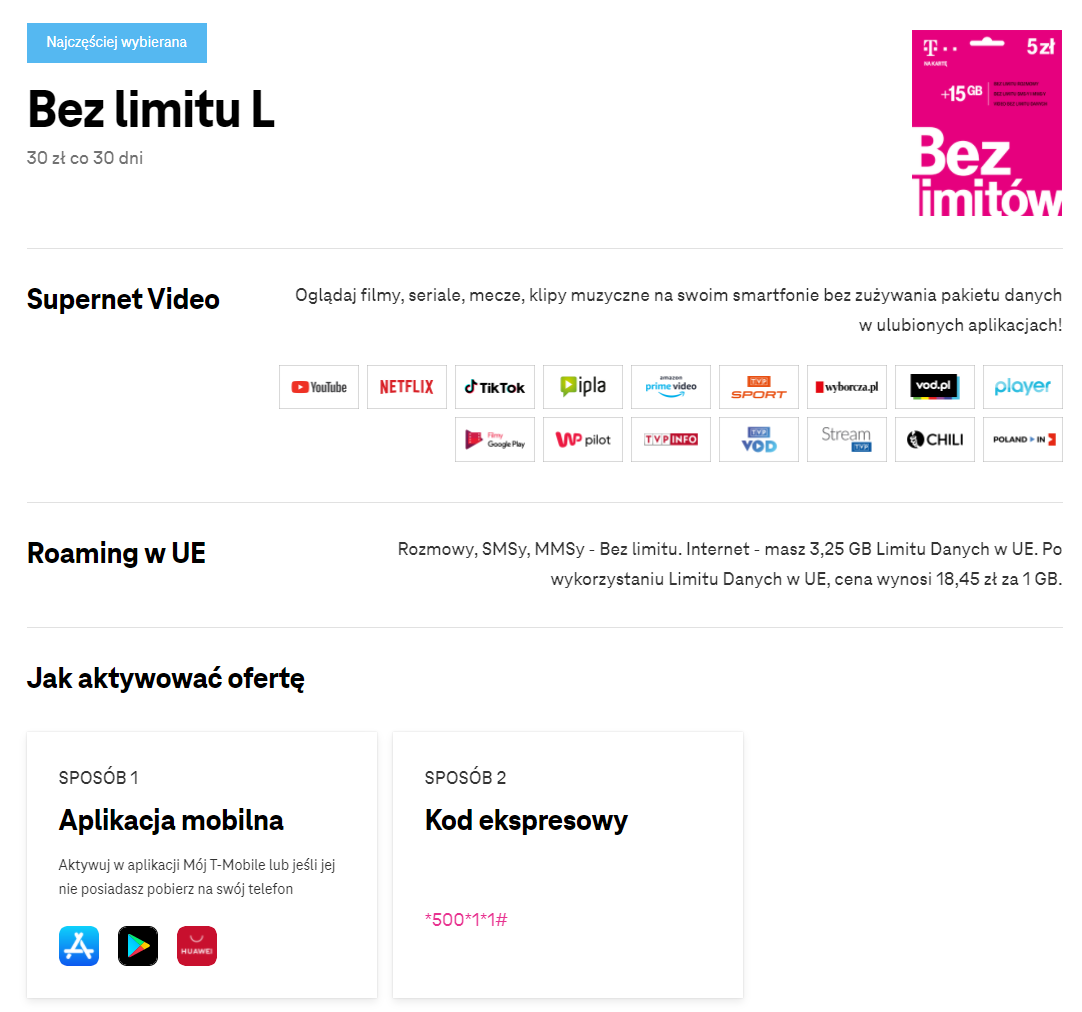 Najczęściej wybierana
Bez limitu L
30 zł co 30 dni
T
5 zł
NA KARTĘ
+15 GB
Bez
limitów
Supernet Video
Oglądaj filmy, seriale, mecze, klipy muzyczne na swoim smartfonie bez zużywania pakietu danych
w ulubionych aplikacjach!
YouTube
NETFLIX
TikTok
ipla
amazon
prime video
TVP
SPORT
wyborcza.pl
vod.pl
player
Filmy
Google Play
WP pilot
TVP INFO
TVP
VOD
Stream
TVP
CHILI
POLAND IN
Roaming w UE
Rozmowy, SMSy, MMSy - Bez limitu. Internet - masz 3,25 GB Limitu Danych w UE. Po
wykorzystaniu Limitu Danych w UE, cena wynosi 18,45 zł za 1 GB.
Jak aktywować ofertę
SPOSÓB 1
Aplikacja mobilna
Aktywuj w aplikacji Mój T-Mobile lub jeśli jej
nie posiadasz pobierz na swój telefon
HUAWEI
SPOSÓB 2
Kod ekspresowy
*500*1*1#